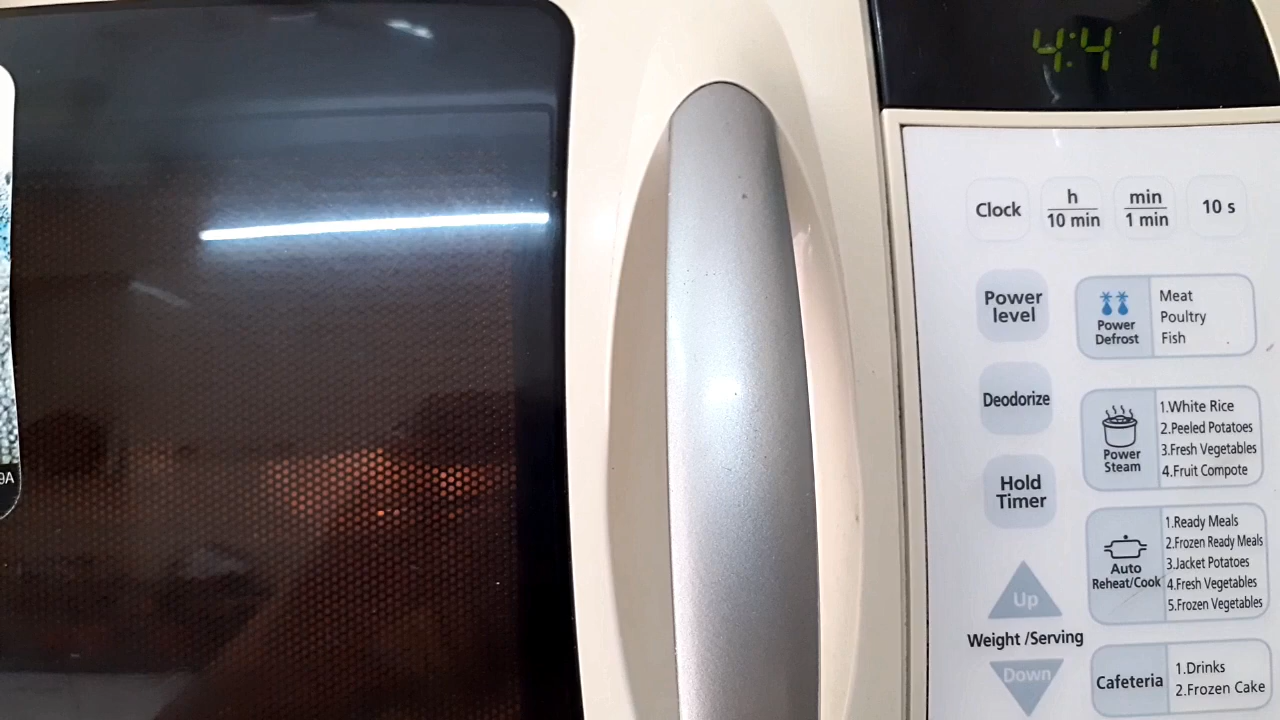 4:41
Clock
h
10 min
min
1 min
10 s
Power
level
Power
Defrost
Meat
Poultry
Fish
Deodorize
Power
Steam
1.White Rice
2.Peeled Potatoes
3.Fresh Vegetables
4.Fruit Compote
Hold
Timer
Auto
Reheat/Cook
1.Ready Meals
2.Frozen Ready Meals
3.Jacket Potatoes
4.Fresh Vegetables
5.Frozen Vegetables
Up
Weight /Serving
Down
Cafeteria
1.Drinks
2.Frozen Cake